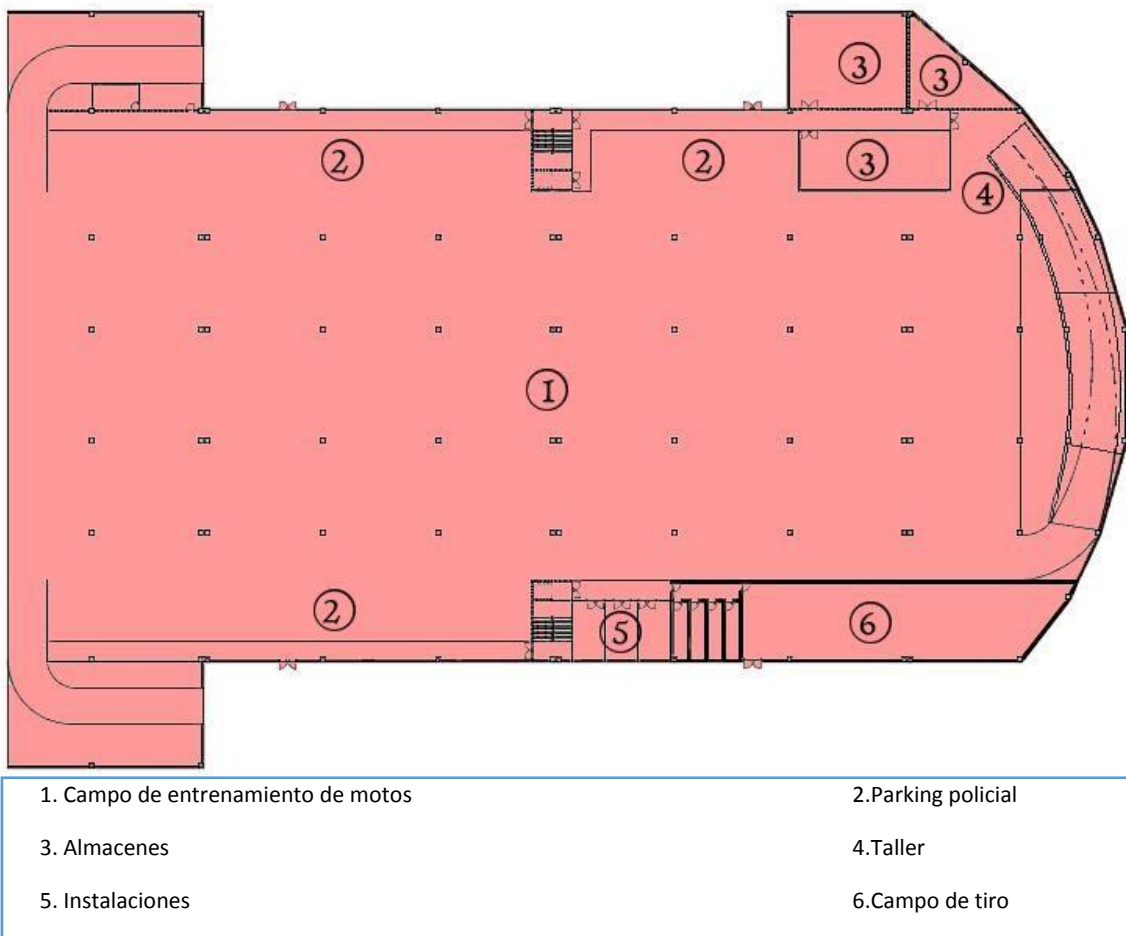 3
3
2
2
3
4
1
2
5
6
1. Campo de entrenamiento de motos
2.Parking policial
3. Almacenes
4.Taller
5. Instalaciones
6.Campo de tiro